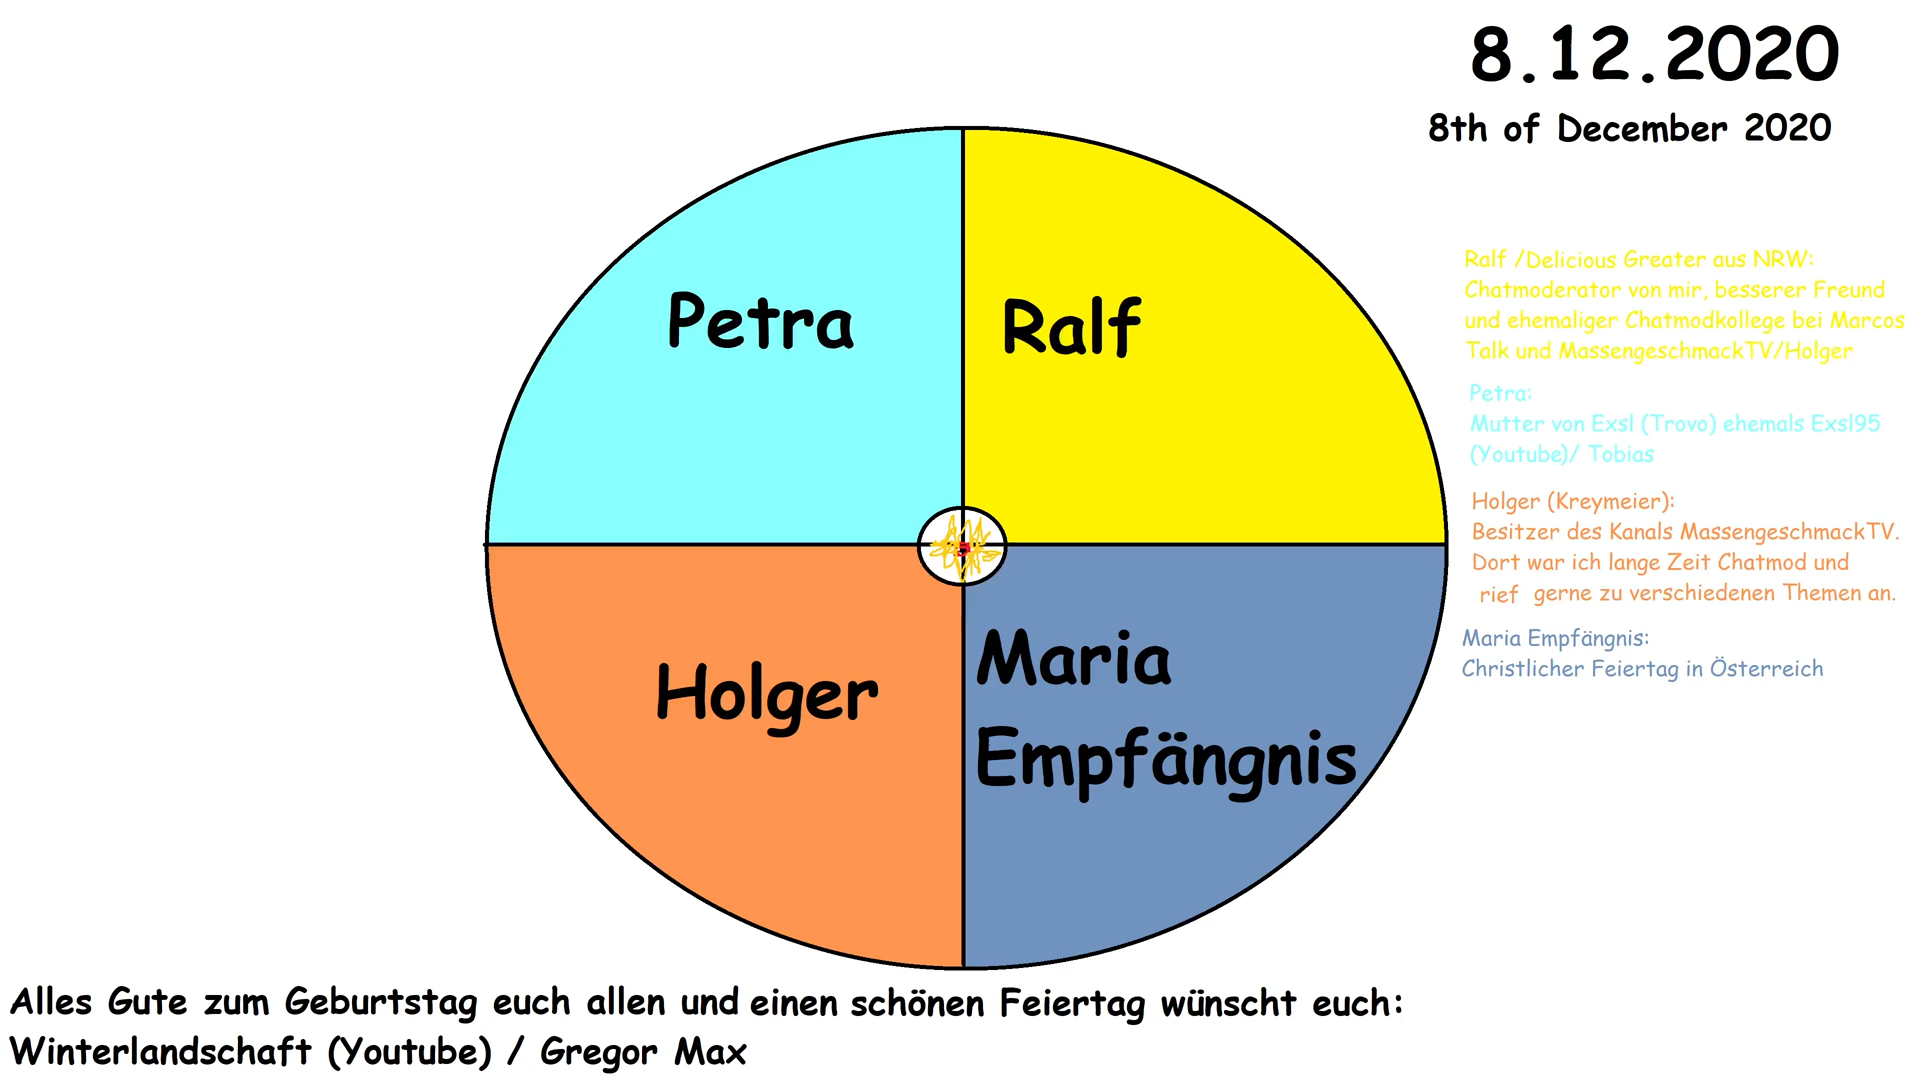 8.12.2020
8th of December 2020
Petra
Ralf
Holger
Maria
Empfängnis
Ralf /Delicious Greater aus NRW:
Chatmoderator von mir, besserer Freund
und ehemaliger Chatmodkollege bei Marcos
Talk und MassengeschmackTV/Holger
Petra:
Mutter von Exsl (Trovo) ehemals Exsl95
(Youtube)/ Tobias
Holger (Kreymeier):
Besitzer des Kanals MassengeschmackTV.
Dort war ich lange Zeit Chatmod und
rief gerne zu verschiedenen Themen an.
Maria Empfängnis:
Christlicher Feiertag in Österreich
Alles Gute zum Geburtstag euch allen und einen schönen Feiertag wünscht euch:
Winterlandschaft (Youtube) / Gregor Max